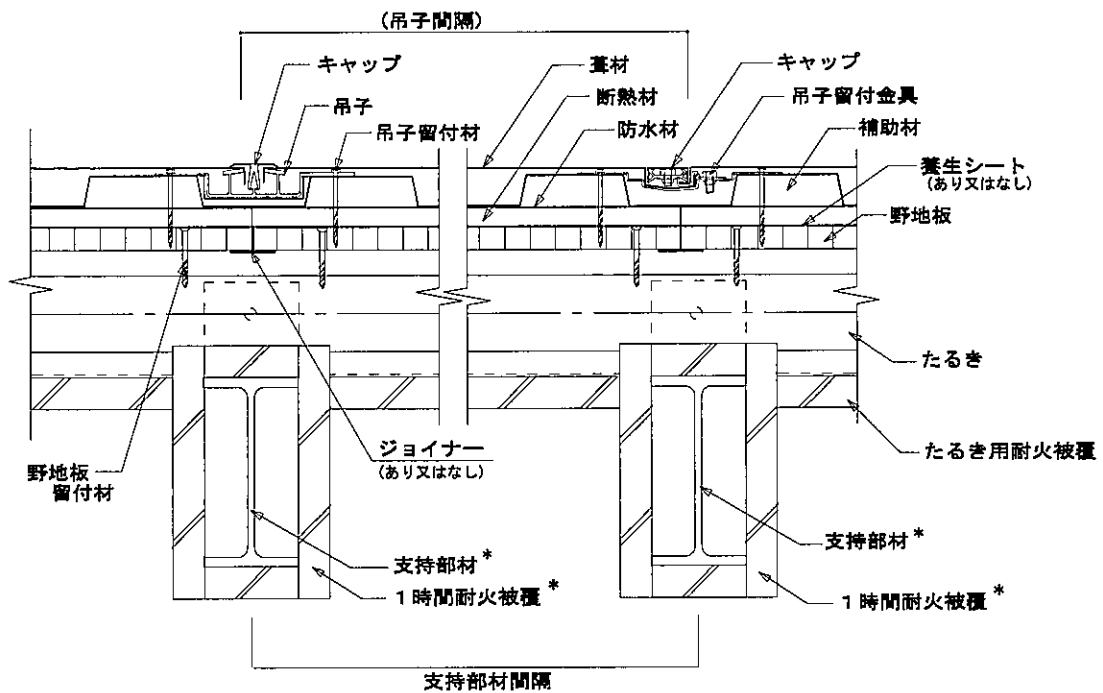 (吊子間隔)
キャップ
吊子
吊子留付材
葺材
断熱材
防水材
キャップ
吊子留付金具
補助材
養生シート
(あり又はなし)
野地板
たるき
たるき用耐火被覆
野地板
留付材
ジョイナー
(あり又はなし)
支持部材*
1時間耐火被覆*
支持部材*
1時間耐火被覆*
支持部材間隔